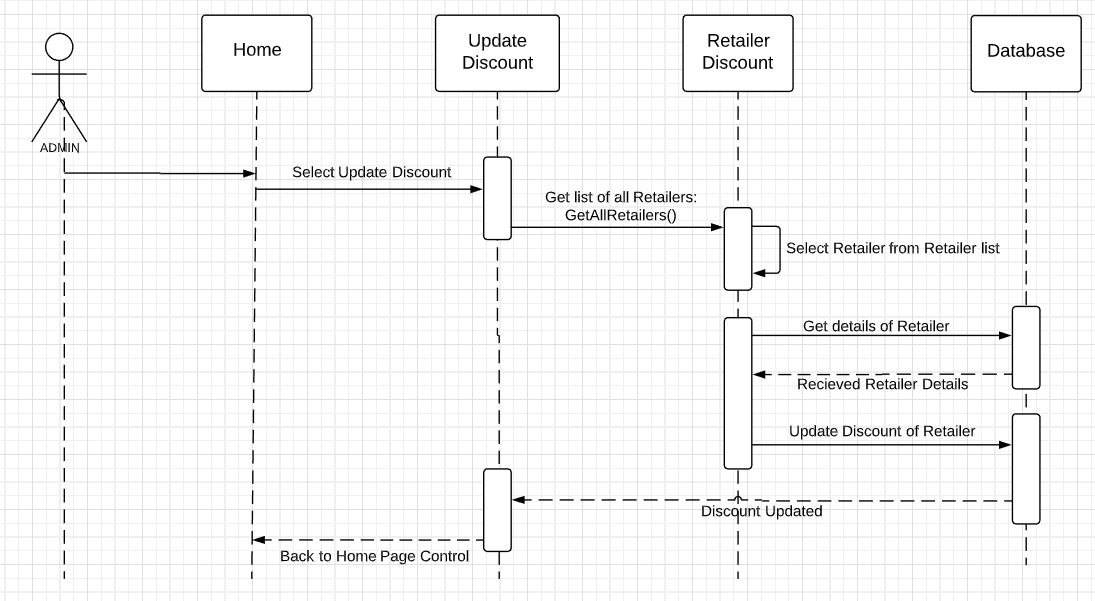 Home
Update
Discount
Retailer
Discount
Database
ADMIN
Select Update Discount
Get list of all Retailers:
GetAllRetailers()
Select Retailer from Retailer list
Get details of Retailer
Recieved Retailer Details
Update Discount of Retailer
Discount Updated
Back to Home Page Control